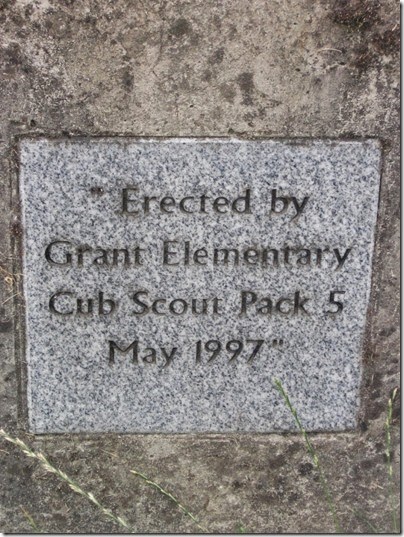 " Erected by
Grant Elementary
Cub Scout Pack 5
May 1997"